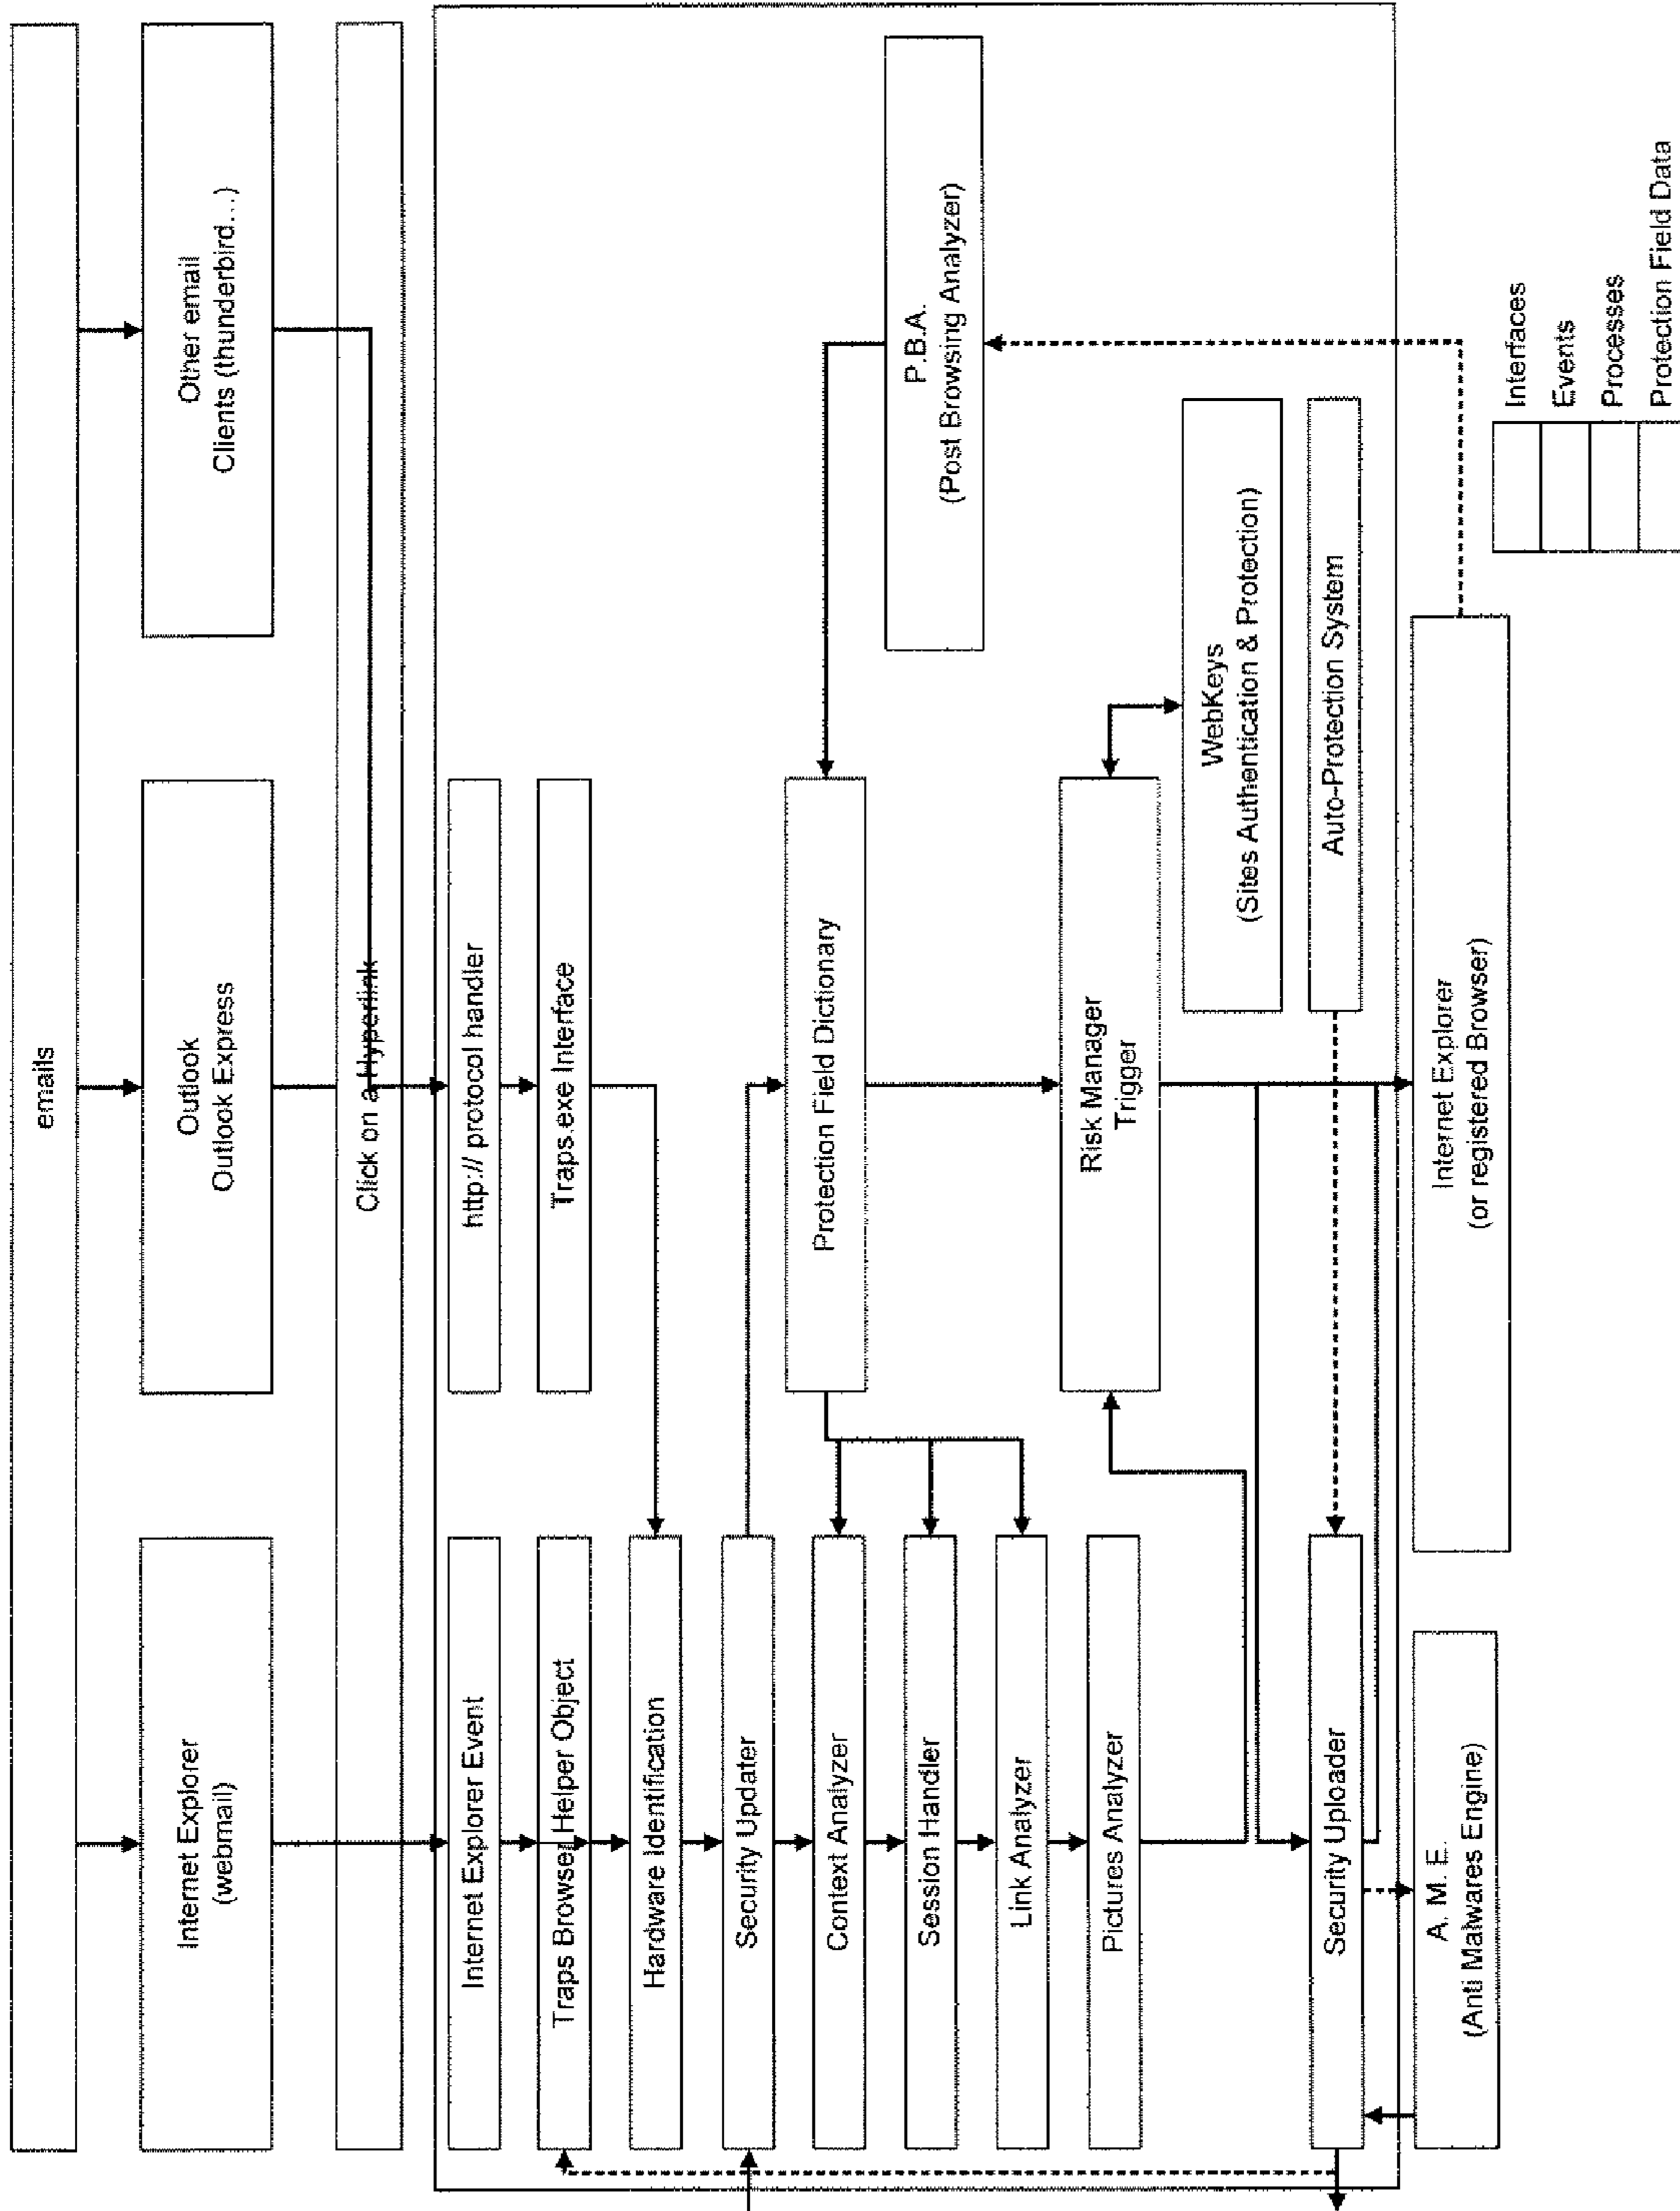 emails
Internet Explorer
(webmail)
Outlook
Outlook Express
Other email
Clients (thunderbird...)
Click on a Hyperlink
Internet Explorer Event
http:// protocol handler
Traps Browser Helper Object
Traps.exe Interface
Hardware Identification
Security Updater
Context Analyzer
Session Handler
Link Analyzer
Pictures Analyzer
Protection Field Dictionary
P.B.A.
(Post Browsing Analyzer)
Risk Manager
Trigger
WebKeys
(Sites Authentication & Protection)
Auto-Protection System
Security Uploader
A. M. E.
(Anti Malwares Engine)
Internet Explorer
(or registered Browser)
Interfaces
Events
Processes
Protection Field Data